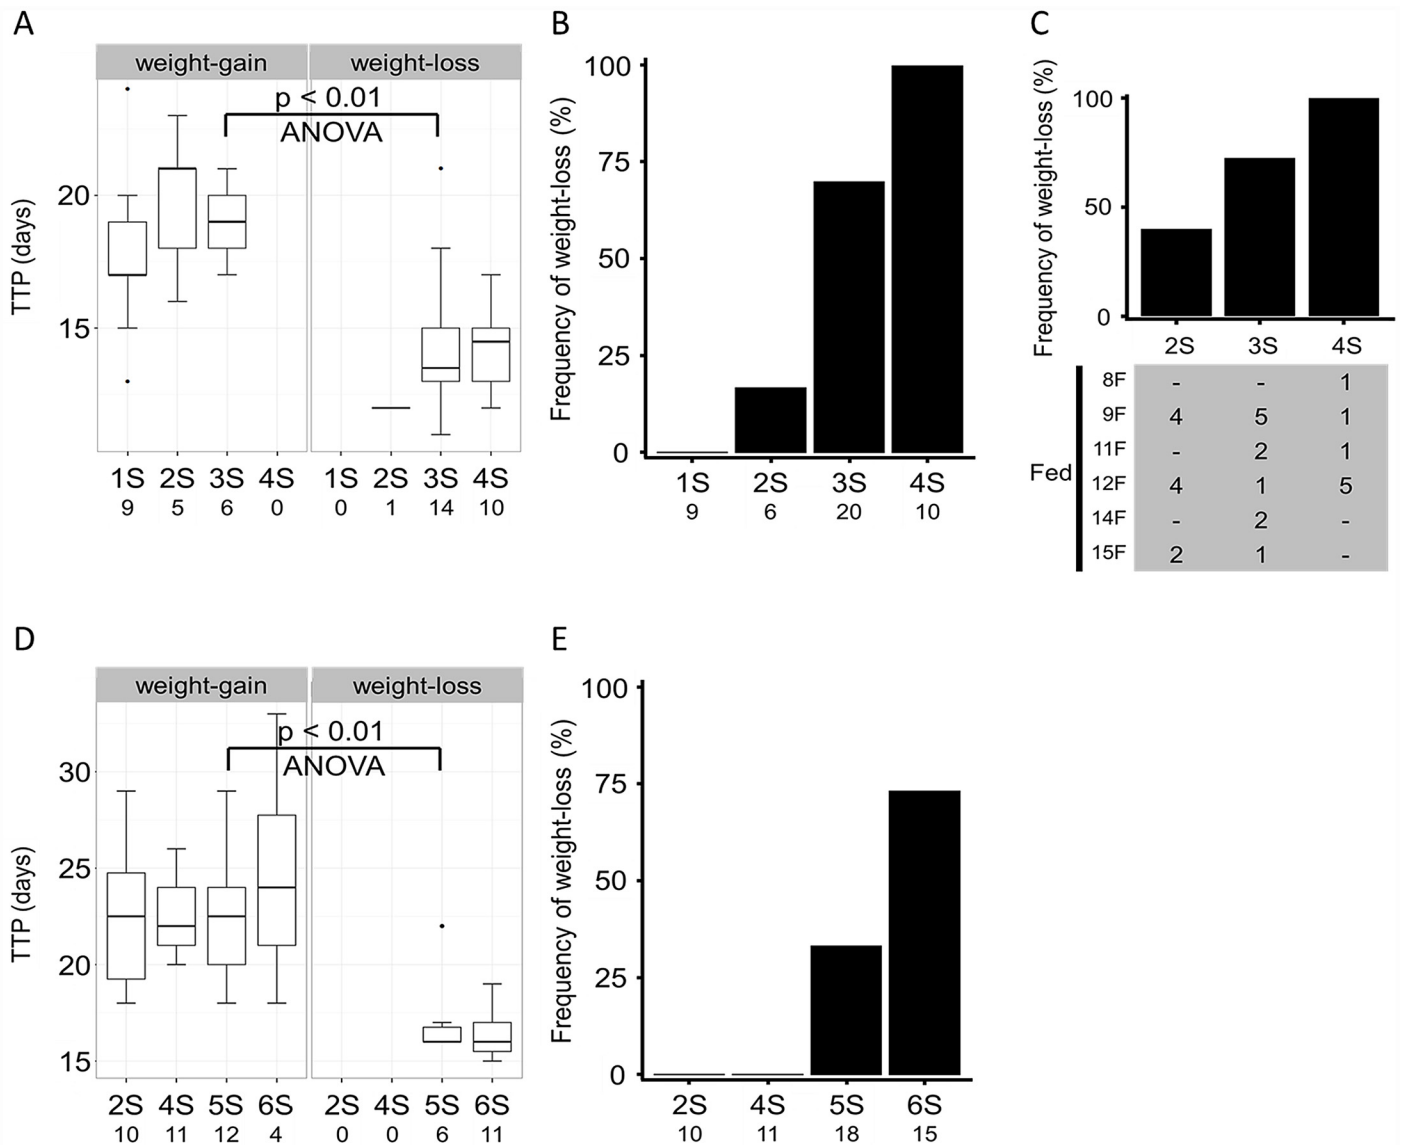 A
weight-gain weight-loss
p < 0.01
ANOVA
TTP (days)
20
15
1S 2S 3S 4S 1S 2S 3S 4S
9 5 6 0 0 1 14 10
B
Frequency of weight-loss (%)
100
75
50
25
0
1S 2S 3S 4S
9 6 20 10
C
Frequency of weight-loss (%)
100
50
0
2S 3S 4S
Fed
8F - - 1
9F 4 5 1
11F - 2 1
12F 4 1 5
14F - 2 -
15F 2 1 -
D
weight-gain weight-loss
p < 0.01
ANOVA
TTP (days)
30
25
20
15
2S 4S 5S 6S 2S 4S 5S 6S
10 11 12 4 0 0 6 11
E
Frequency of weight-loss (%)
100
75
50
25
0
2S 4S 5S 6S
10 11 18 15